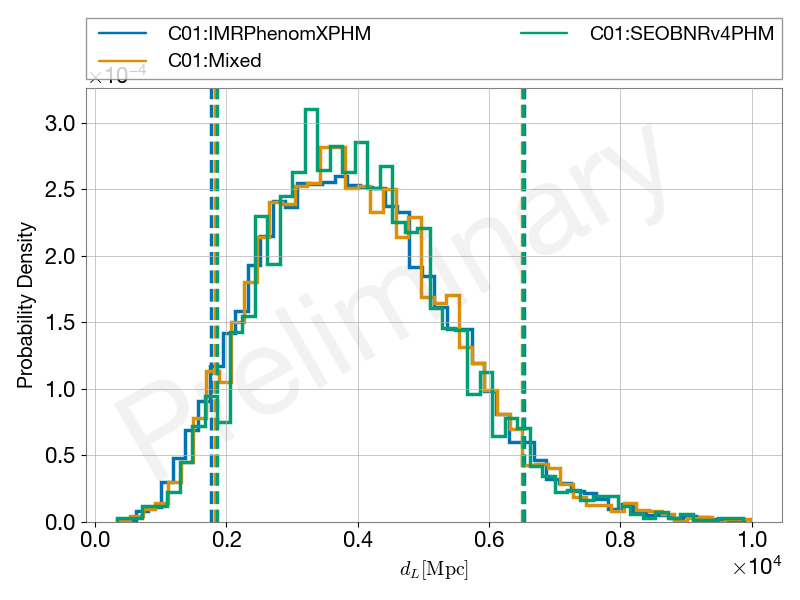 C01:IMRPhenomXPHM
C01:SEOBNRv4PHM
C01:Mixed
×10⁻⁴
3.0
2.5
2.0
1.5
1.0
0.5
0.0
Probability Density
Preliminary
0.0 0.2 0.4 0.6 0.8 1.0
×10⁴
d_L[Mpc]